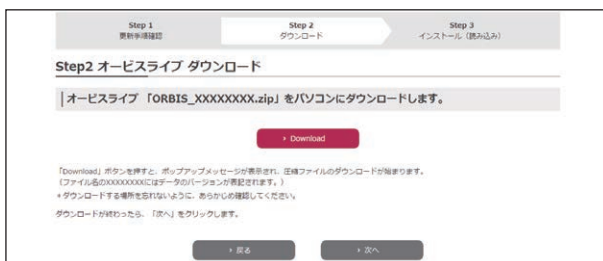 Step 1
更新手順確認
Step 2
ダウンロード
Step 3
インストール（読み込み）
Step2 オービスライブ ダウンロード
オービスライブ 「ORBIS_XXXXXXXX.zip」をパソコンにダウンロードします。
Download
「Download」ボタンを押すと、ポップアップメッセージが表示され、圧縮ファイルのダウンロードが始まります。
（ファイル名のXXXXXXXXにはデータのバージョンが表記されます。）
＊ダウンロードする場所を忘れないように、あらかじめ確認してください。
ダウンロードが終わったら、「次へ」をクリックします。
戻る
次へ